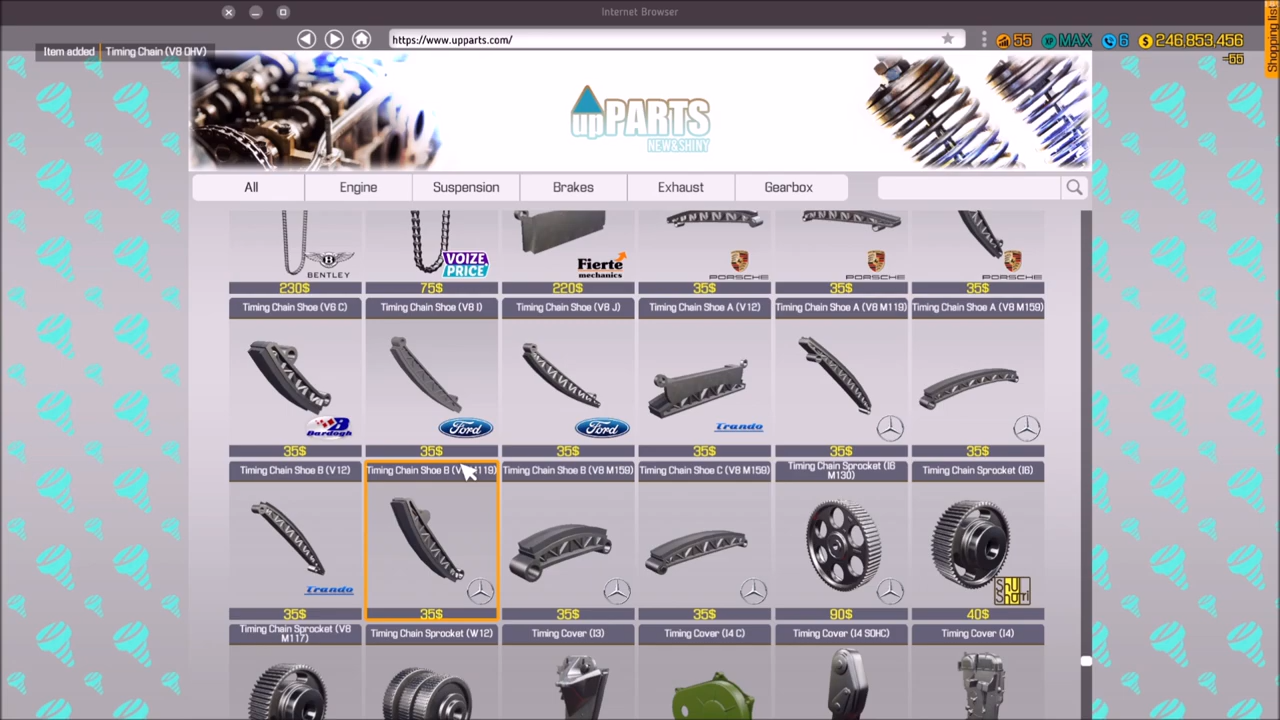 Internet Browser
https://www.upparts.com/
55
XP MAX
6
$ 246,853,456
-55
Shopping list
Item added
Timing Chain (V8 OHV)
upPARTS
NEW&SHINY
All
Engine
Suspension
Brakes
Exhaust
Gearbox
BENTLEY
VOIZE
PRICE
Fierte
mechanics
PORSCHE
PORSCHE
PORSCHE
230$
75$
220$
35$
35$
35$
Timing Chain Shoe (V6 C)
Timing Chain Shoe (V8 I)
Timing Chain Shoe (V8 J)
Timing Chain Shoe A (V12)
Timing Chain Shoe A (V8 M119)
Timing Chain Shoe A (V8 M159)
Bardogh
Ford
Ford
Trando
35$
35$
35$
35$
35$
35$
Timing Chain Shoe B (V12)
Timing Chain Shoe B
Timing Chain Shoe B (V8 M159)
Timing Chain Shoe C (V8 M159)
Timing Chain Sprocket (I6
M130)
Timing Chain Sprocket (I6)
Trando
35$
35$
35$
35$
90$
40$
Timing Chain Sprocket (V8
M117)
Timing Chain Sprocket (W12)
Timing Cover (I3)
Timing Cover (I4 C)
Timing Cover (I4 SOHC)
Timing Cover (I4)